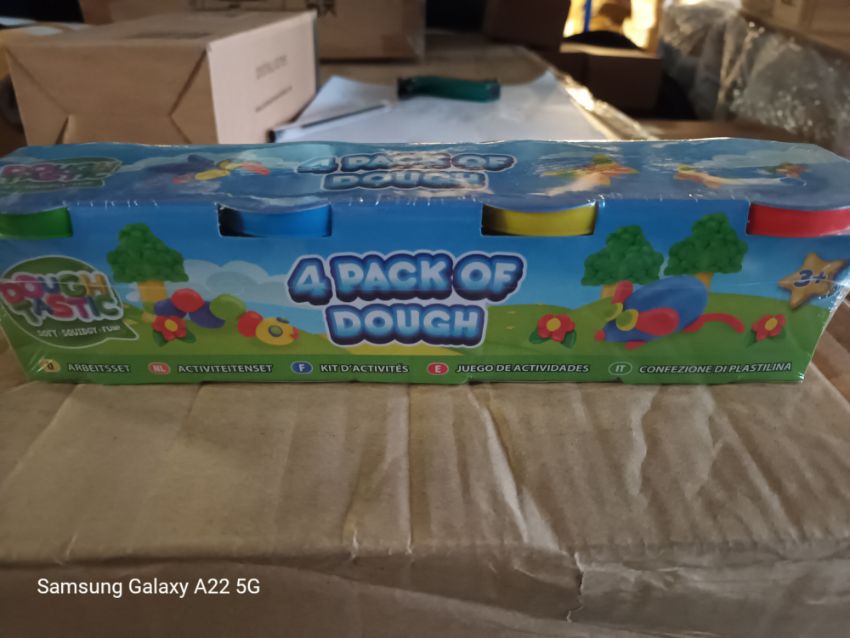 4 PACK OF
DOUGH
DOUGH
TASTIC
SOFT · SQUIDGY · FUN!
4 PACK OF
DOUGH
3+
d ARBEITSSET NL ACTIVITEITENSET F KIT D'ACTIVITÉS E JUEGO DE ACTIVIDADES IT CONFEZIONE DI PLASTILINA
Samsung Galaxy A22 5G